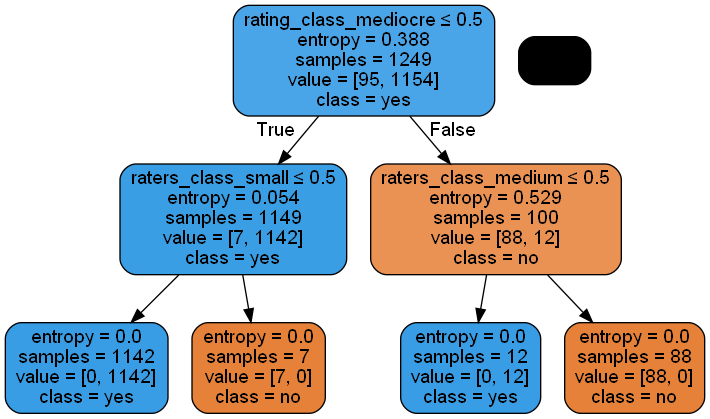 rating_class_mediocre ≤ 0.5
entropy = 0.388
samples = 1249
value = [95, 1154]
class = yes
True
False
raters_class_small ≤ 0.5
entropy = 0.054
samples = 1149
value = [7, 1142]
class = yes
raters_class_medium ≤ 0.5
entropy = 0.529
samples = 100
value = [88, 12]
class = no
entropy = 0.0
samples = 1142
value = [0, 1142]
class = yes
entropy = 0.0
samples = 7
value = [7, 0]
class = no
entropy = 0.0
samples = 12
value = [0, 12]
class = yes
entropy = 0.0
samples = 88
value = [88, 0]
class = no